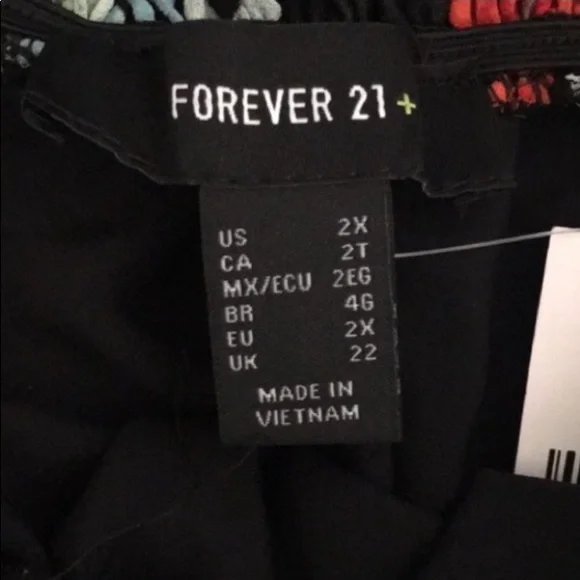 FOREVER 21+
US 2X
CA 2T
MX/ECU 2EG
BR 4G
EU 2X
UK 22
MADE IN
VIETNAM